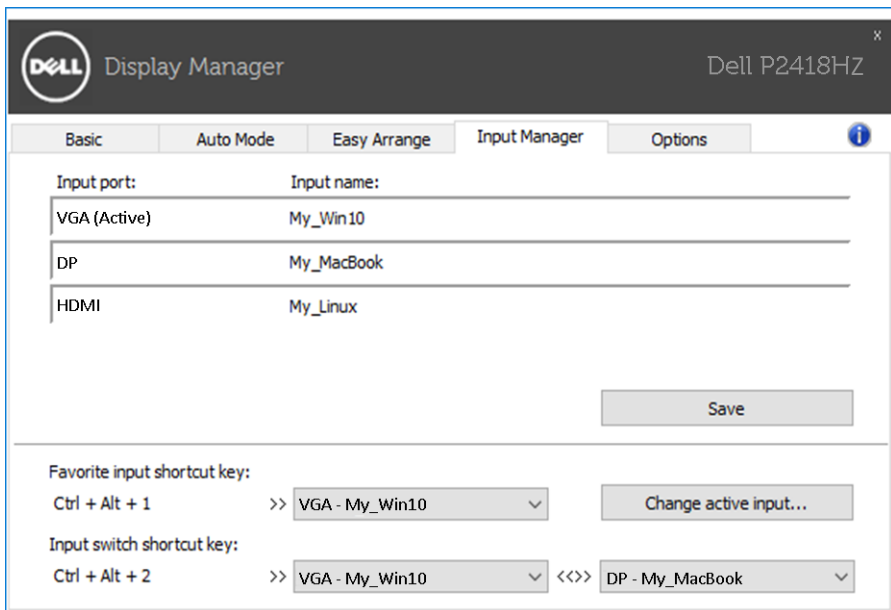 DELL Display Manager Dell P2418HZ x
Basic Auto Mode Easy Arrange Input Manager Options i
Input port: Input name:
VGA (Active) My_Win10
DP My_MacBook
HDMI My_Linux
Save
Favorite input shortcut key:
Ctrl + Alt + 1 >> VGA - My_Win10 Change active input...
Input switch shortcut key:
Ctrl + Alt + 2 >> VGA - My_Win10 <<>> DP - My_MacBook